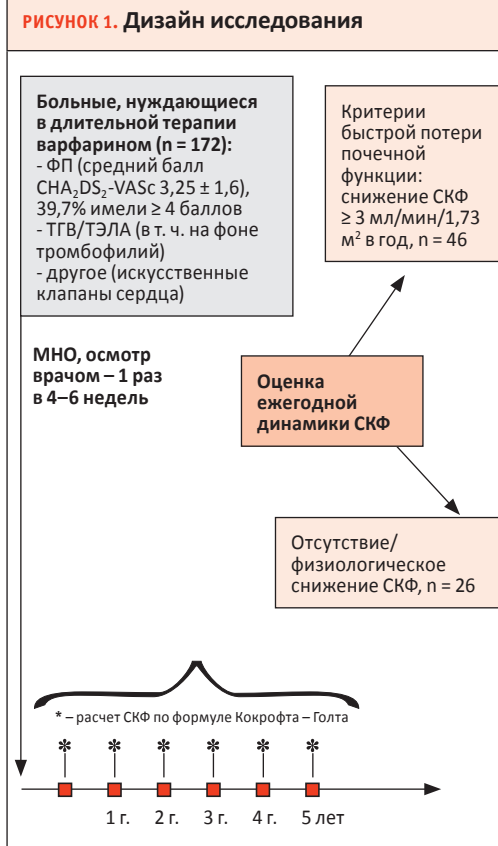 РИСУНОК 1. Дизайн исследования
Больные, нуждающиеся
в длительной терапии
варфарином (n = 172):
- ФП (средний балл
CHA₂DS₂-VASc 3,25 ± 1,6),
39,7% имели ≥ 4 баллов
- ТГВ/ТЭЛА (в т. ч. на фоне
тромбофилий)
- другое (искусственные
клапаны сердца)
Критерии
быстрой потери
почечной
функции:
снижение СКФ
≥ 3 мл/мин/1,73
м² в год, n = 46
МНО, осмотр
врачом – 1 раз
в 4–6 недель
Оценка
ежегодной
динамики СКФ
Отсутствие/
физиологическое
снижение СКФ, n = 26
* – расчет СКФ по формуле Кокрофта – Голта
* * * * * *
1 г. 2 г. 3 г. 4 г. 5 лет